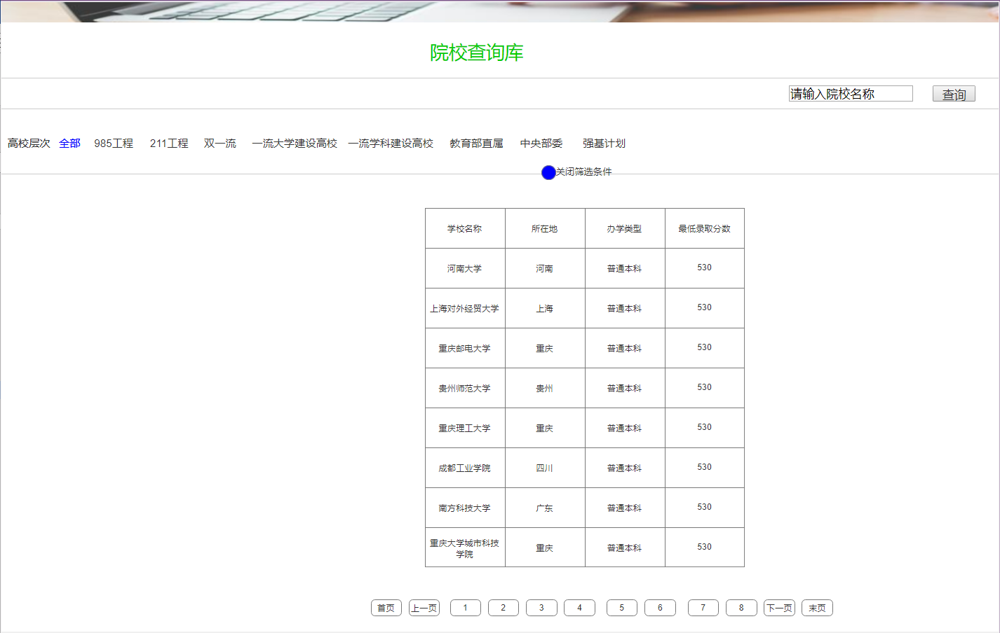 院校查询库
请输入院校名称 查询
高校层次 全部 985工程 211工程 双一流 一流大学建设高校 一流学科建设高校 教育部直属 中央部委 强基计划
关闭筛选条件
学校名称 所在地 办学类型 最低录取分数
河南大学 河南 普通本科 530
上海对外经贸大学 上海 普通本科 530
重庆邮电大学 重庆 普通本科 530
贵州师范大学 贵州 普通本科 530
重庆理工大学 重庆 普通本科 530
成都工业学院 四川 普通本科 530
南方科技大学 广东 普通本科 530
重庆大学城市科技
学院 重庆 普通本科 530
首页 上一页 1 2 3 4 5 6 7 8 下一页 末页